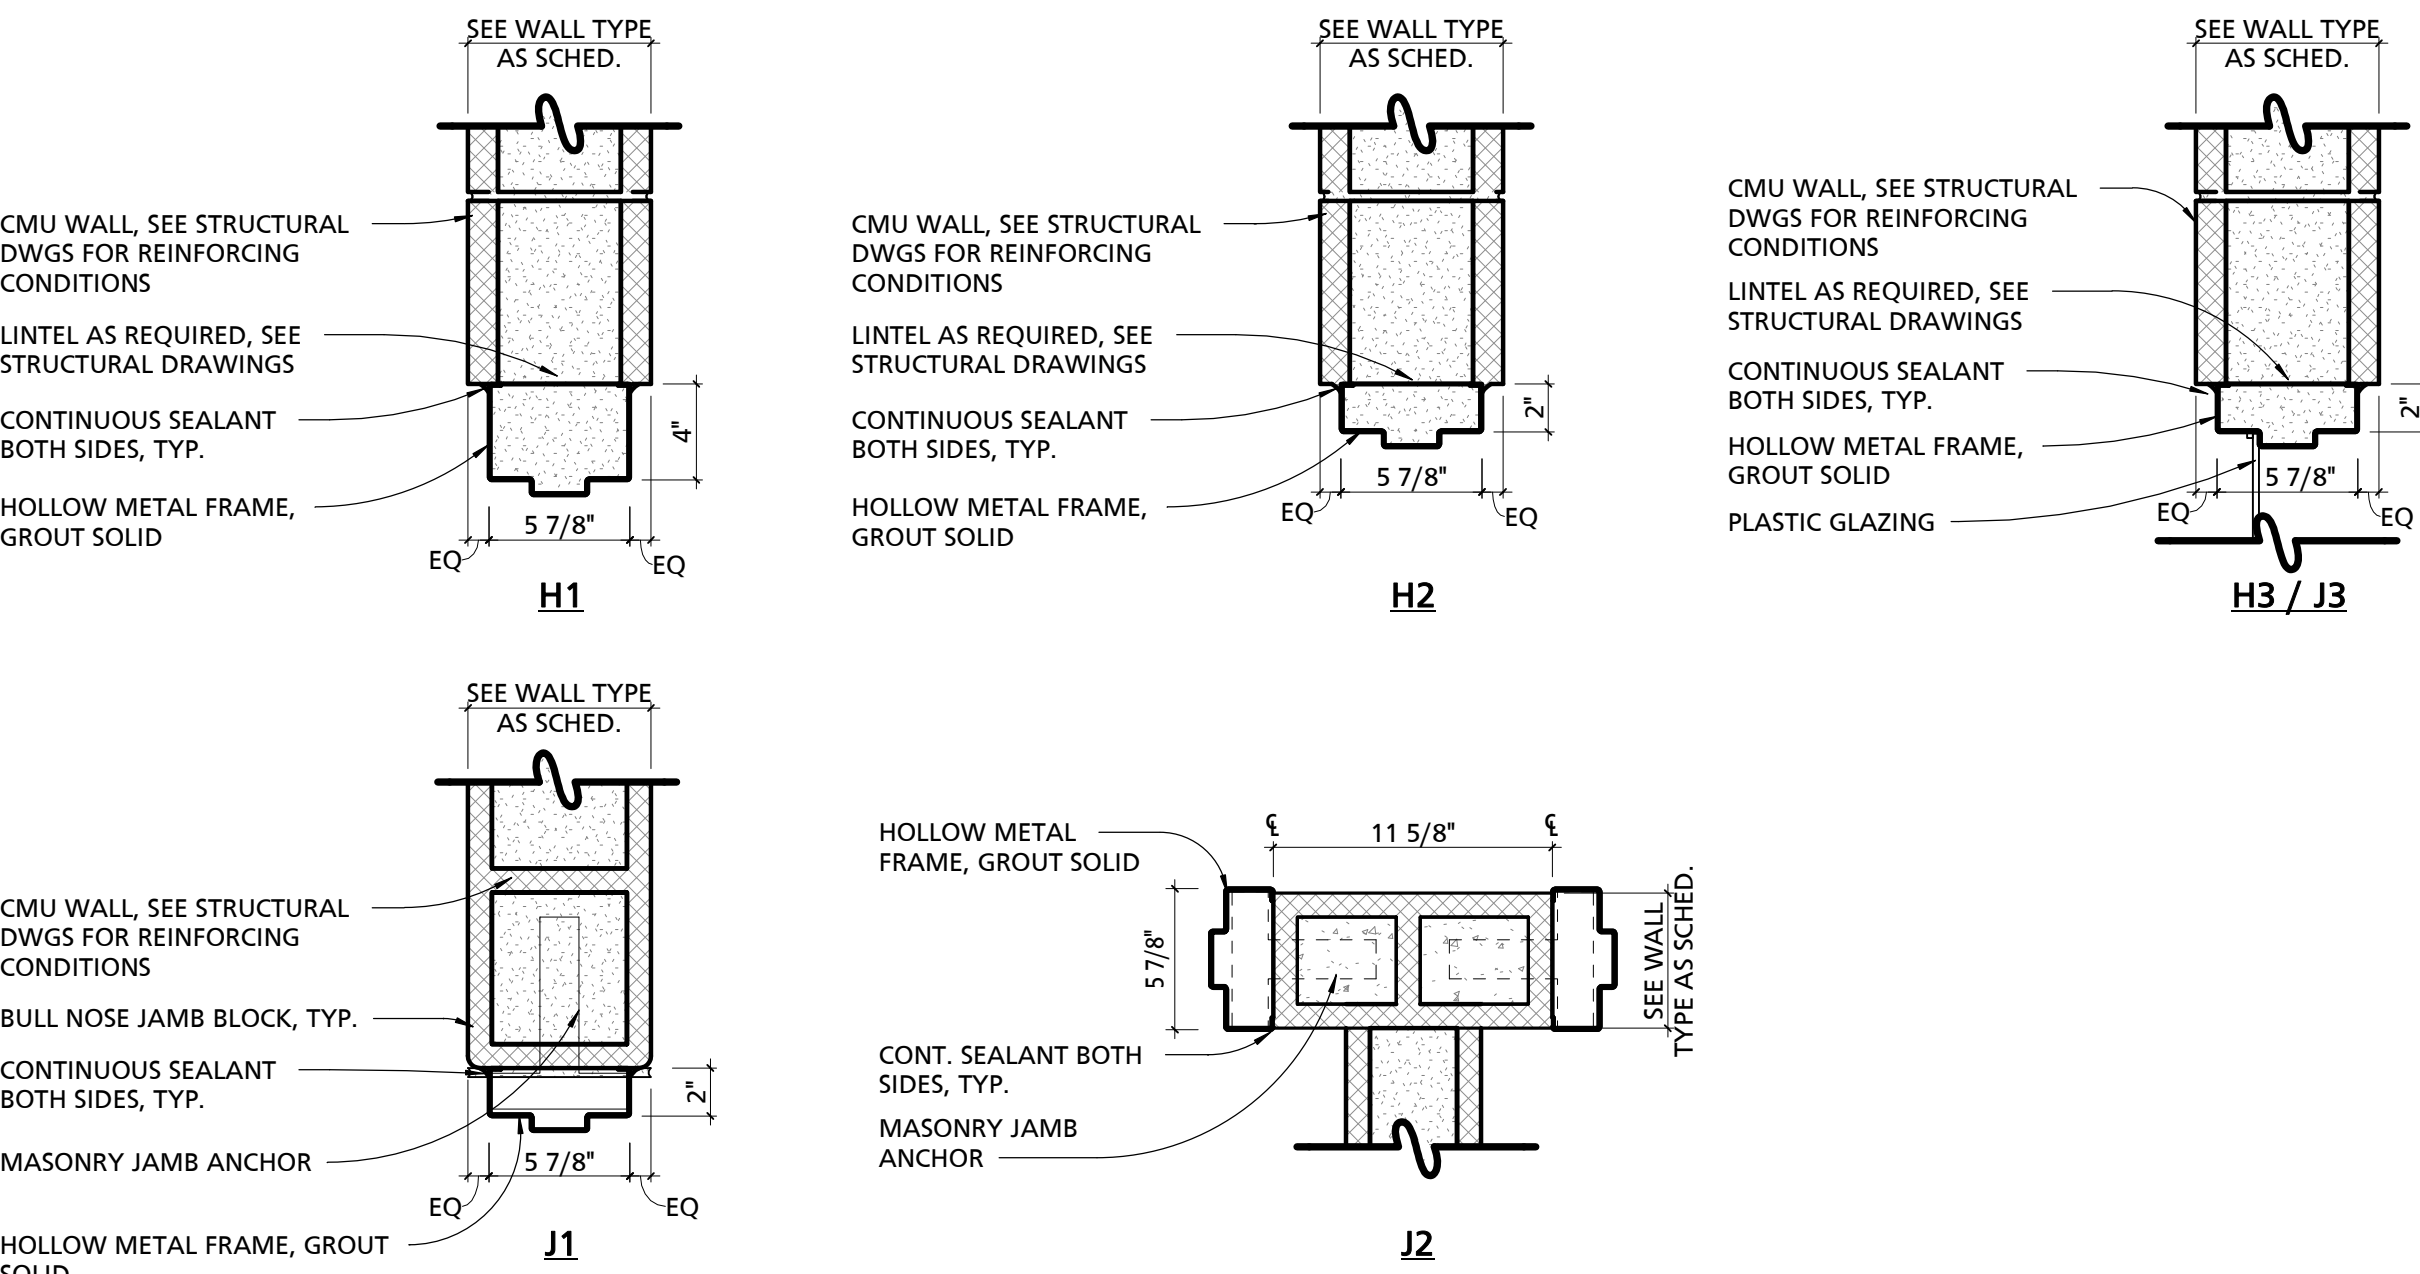 SEE WALL TYPE
AS SCHED.
CMU WALL, SEE STRUCTURAL
DWGS FOR REINFORCING
CONDITIONS
LINTEL AS REQUIRED, SEE
STRUCTURAL DRAWINGS
CONTINUOUS SEALANT
BOTH SIDES, TYP.
HOLLOW METAL FRAME,
GROUT SOLID
4"
5 7/8"
EQ
EQ
H1
SEE WALL TYPE
AS SCHED.
CMU WALL, SEE STRUCTURAL
DWGS FOR REINFORCING
CONDITIONS
LINTEL AS REQUIRED, SEE
STRUCTURAL DRAWINGS
CONTINUOUS SEALANT
BOTH SIDES, TYP.
HOLLOW METAL FRAME,
GROUT SOLID
2"
5 7/8"
EQ
EQ
H2
SEE WALL TYPE
AS SCHED.
CMU WALL, SEE STRUCTURAL
DWGS FOR REINFORCING
CONDITIONS
LINTEL AS REQUIRED, SEE
STRUCTURAL DRAWINGS
CONTINUOUS SEALANT
BOTH SIDES, TYP.
HOLLOW METAL FRAME,
GROUT SOLID
PLASTIC GLAZING
2"
5 7/8"
EQ
EQ
H3 / J3
SEE WALL TYPE
AS SCHED.
CMU WALL, SEE STRUCTURAL
DWGS FOR REINFORCING
CONDITIONS
BULL NOSE JAMB BLOCK, TYP.
CONTINUOUS SEALANT
BOTH SIDES, TYP.
MASONRY JAMB ANCHOR
HOLLOW METAL FRAME, GROUT
SOLID
2"
5 7/8"
EQ
EQ
J1
HOLLOW METAL
FRAME, GROUT SOLID
℄
11 5/8"
℄
5 7/8"
SEE WALL
TYPE AS SCHED.
CONT. SEALANT BOTH
SIDES, TYP.
MASONRY JAMB
ANCHOR
J2